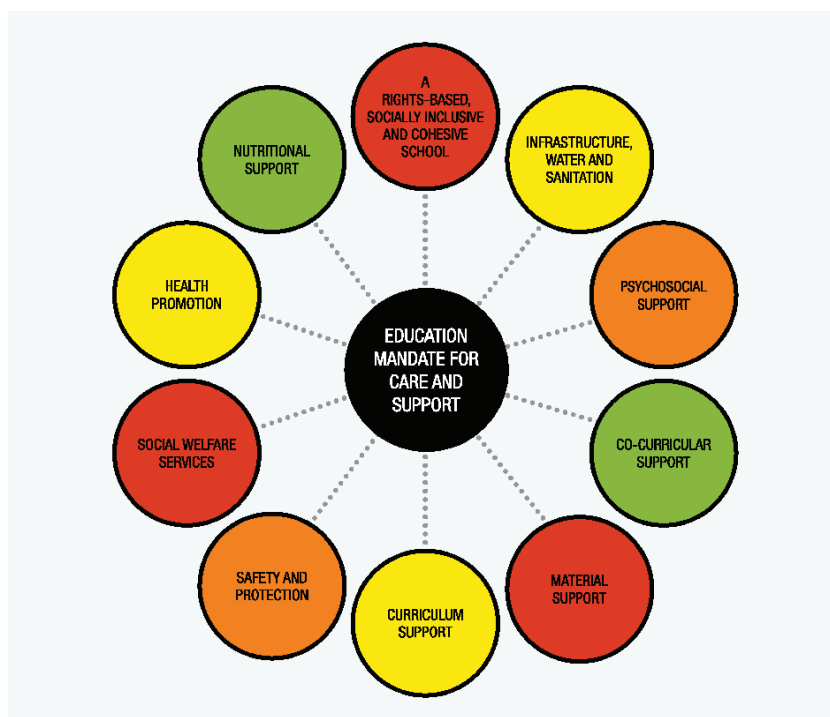 A
RIGHTS-BASED,
SOCIALLY INCLUSIVE
AND COHESIVE
SCHOOL
INFRASTRUCTURE,
WATER AND
SANITATION
PSYCHOSOCIAL
SUPPORT
CO-CURRICULAR
SUPPORT
MATERIAL
SUPPORT
CURRICULUM
SUPPORT
SAFETY AND
PROTECTION
SOCIAL WELFARE
SERVICES
HEALTH
PROMOTION
NUTRITIONAL
SUPPORT
EDUCATION
MANDATE FOR
CARE AND
SUPPORT